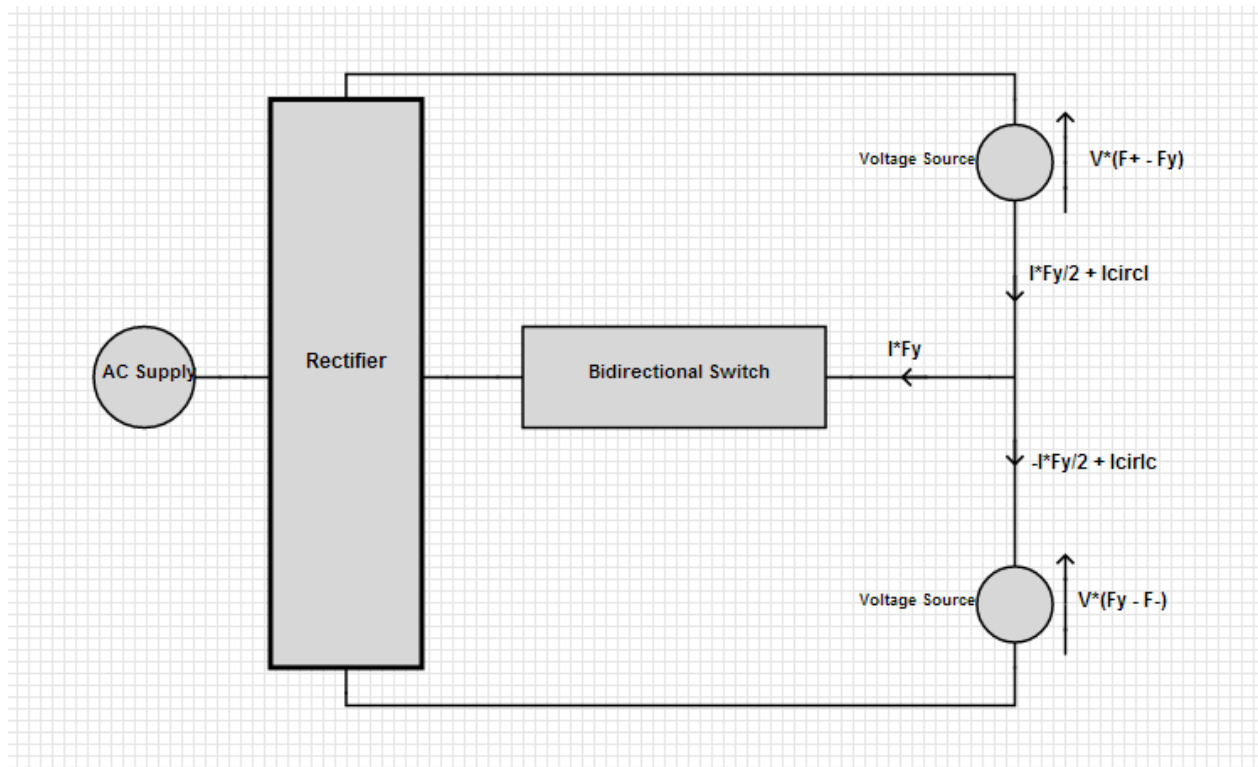 Voltage Source
V*(F+ - Fy)
I*Fy/2 + Icircl
I*Fy
AC Supply
Rectifier
Bidirectional Switch
-I*Fy/2 + Icirlc
Voltage Source
V*(Fy - F-)